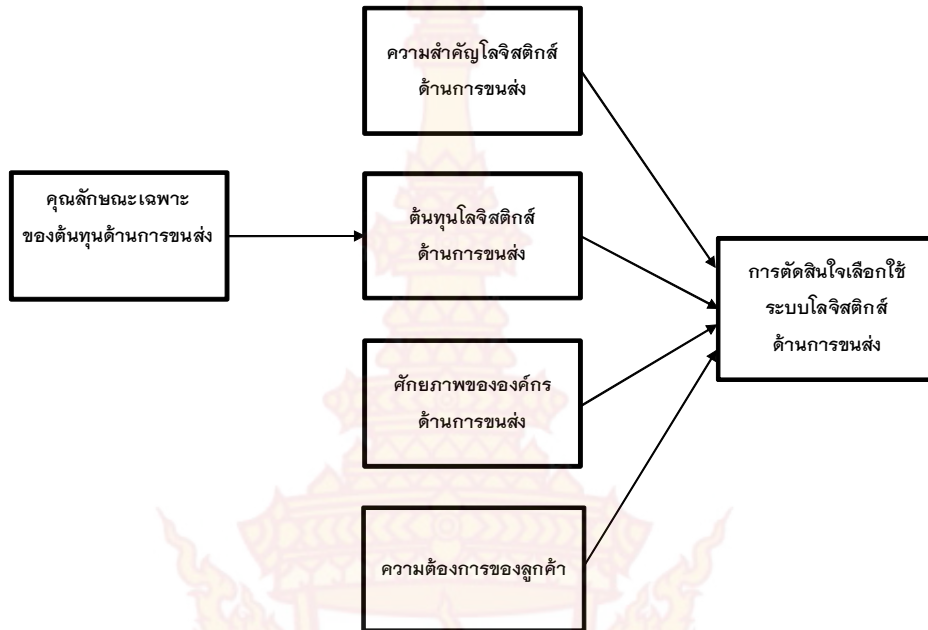 ความสำคัญโลจิสติกส์
ด้านการขนส่ง
คุณลักษณะเฉพาะ
ของต้นทุนด้านการขนส่ง
ต้นทุนโลจิสติกส์
ด้านการขนส่ง
ศักยภาพขององค์กร
ด้านการขนส่ง
ความต้องการของลูกค้า
การตัดสินใจเลือกใช้
ระบบโลจิสติกส์
ด้านการขนส่ง